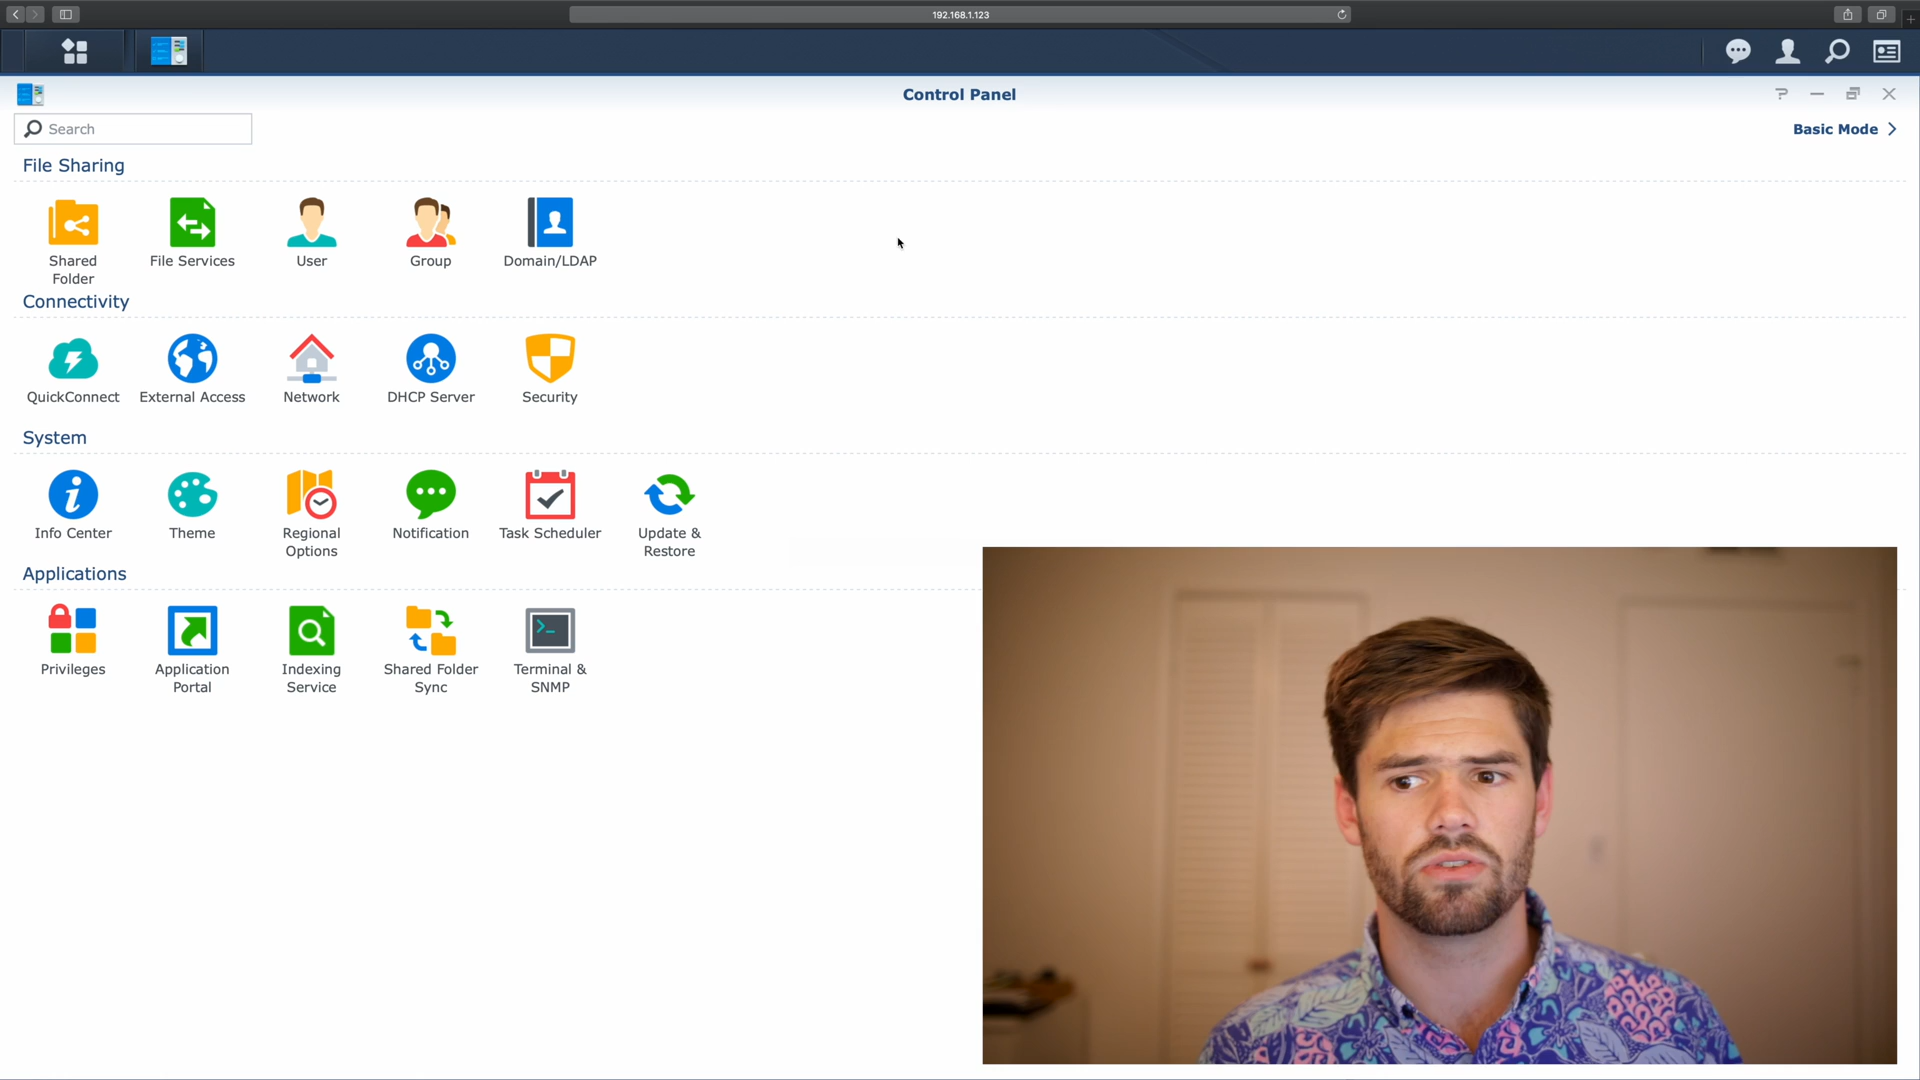 192.168.1.123
Control Panel
Search
Basic Mode
File Sharing
Shared
Folder
File Services
User
Group
Domain/LDAP
Connectivity
QuickConnect
External Access
Network
DHCP Server
Security
System
Info Center
Theme
Regional
Options
Notification
Task Scheduler
Update &
Restore
Applications
Privileges
Application
Portal
Indexing
Service
Shared Folder
Sync
Terminal &
SNMP